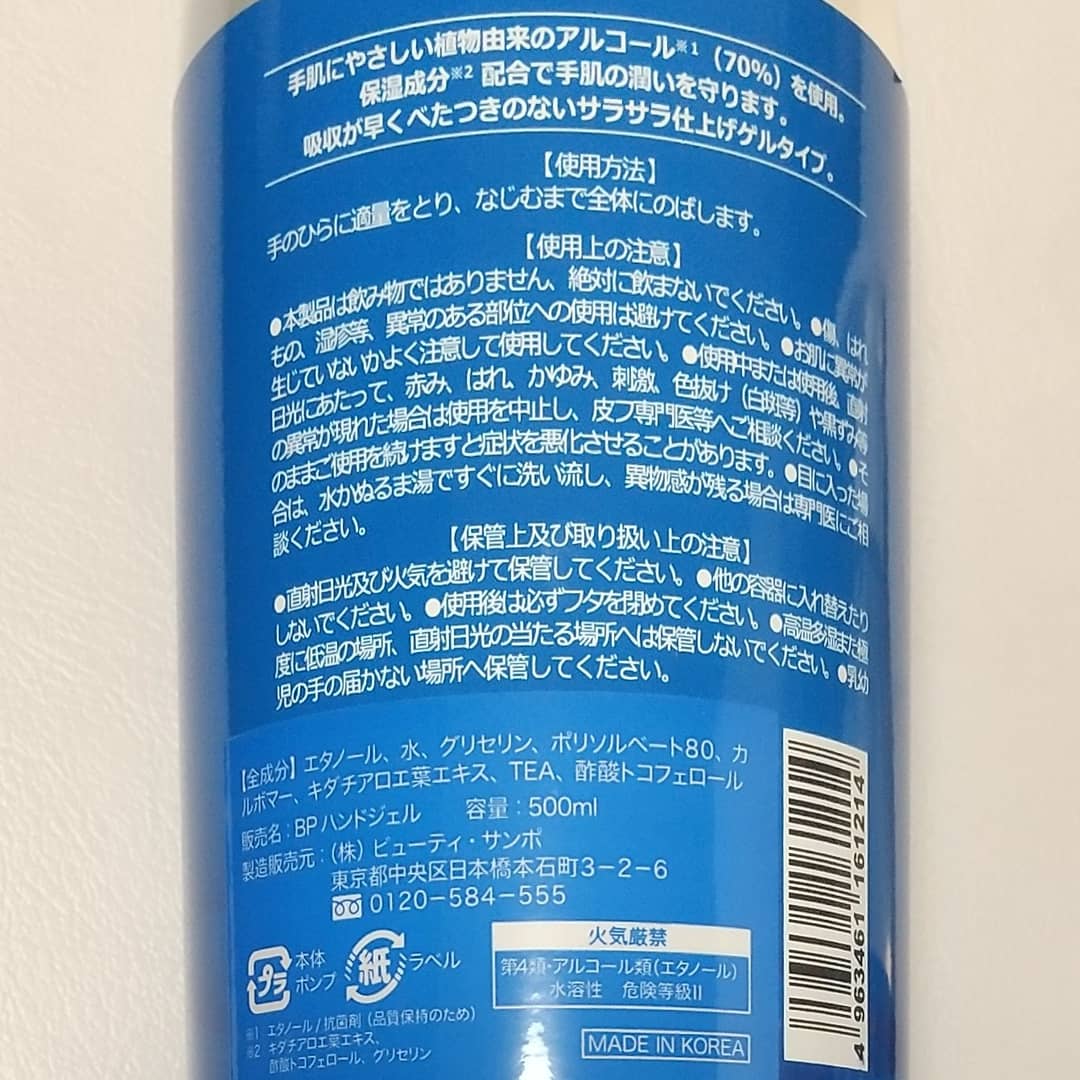 手肌にやさしい植物由来のアルコール※1（70%）を使用。
保湿成分※2 配合で手肌の潤いを守ります。
吸収が早くべたつきのないサラサラ仕上げゲルタイプ。
【使用方法】
手のひらに適量をとり、なじむまで全体にのばします。
【使用上の注意】
●本製品は飲み物ではありません、絶対に飲まないでください。●傷、はれ
もの、湿疹等、異常のある部位への使用は避けてください。●お肌に異常が
生じていないかよく注意して使用してください。●使用中または使用後、直射
日光にあたって、赤み、はれ、かゆみ、刺激、色抜け（白斑等）や黒ずみ等
の異常が現れた場合は使用を中止し、皮フ専門医等へご相談ください。●そ
のままご使用を続けますと症状を悪化させることがあります。●目に入った場
合は、水かぬるま湯ですぐに洗い流し、異物感が残る場合は専門医にご相
談ください。
【保管上及び取り扱い上の注意】
●直射日光及び火気を避けて保管してください。●他の容器に入れ替えたり
しないでください。●使用後は必ずフタを閉めてください。●高温多湿また極
度に低温の場所、直射日光の当たる場所へは保管しないでください。●乳幼
児の手の届かない場所へ保管してください。
【全成分】エタノール、水、グリセリン、ポリソルベート80、カ
ルボマー、キダチアロエ葉エキス、TEA、酢酸トコフェロール
販売名：BP ハンドジェル 容量：500ml
製造販売元：（株）ビューティ・サンポ
東京都中央区日本橋本石町3-2-6
0120-584-555
プラ 本体
ポンプ
紙 ラベル
火気厳禁
第4類・アルコール類（エタノール）
水溶性 危険等級II
※1 エタノール / 抗菌剤（品質保持のため）
※2 キダチアロエ葉エキス、
酢酸トコフェロール、グリセリン
MADE IN KOREA
4 963461 161214